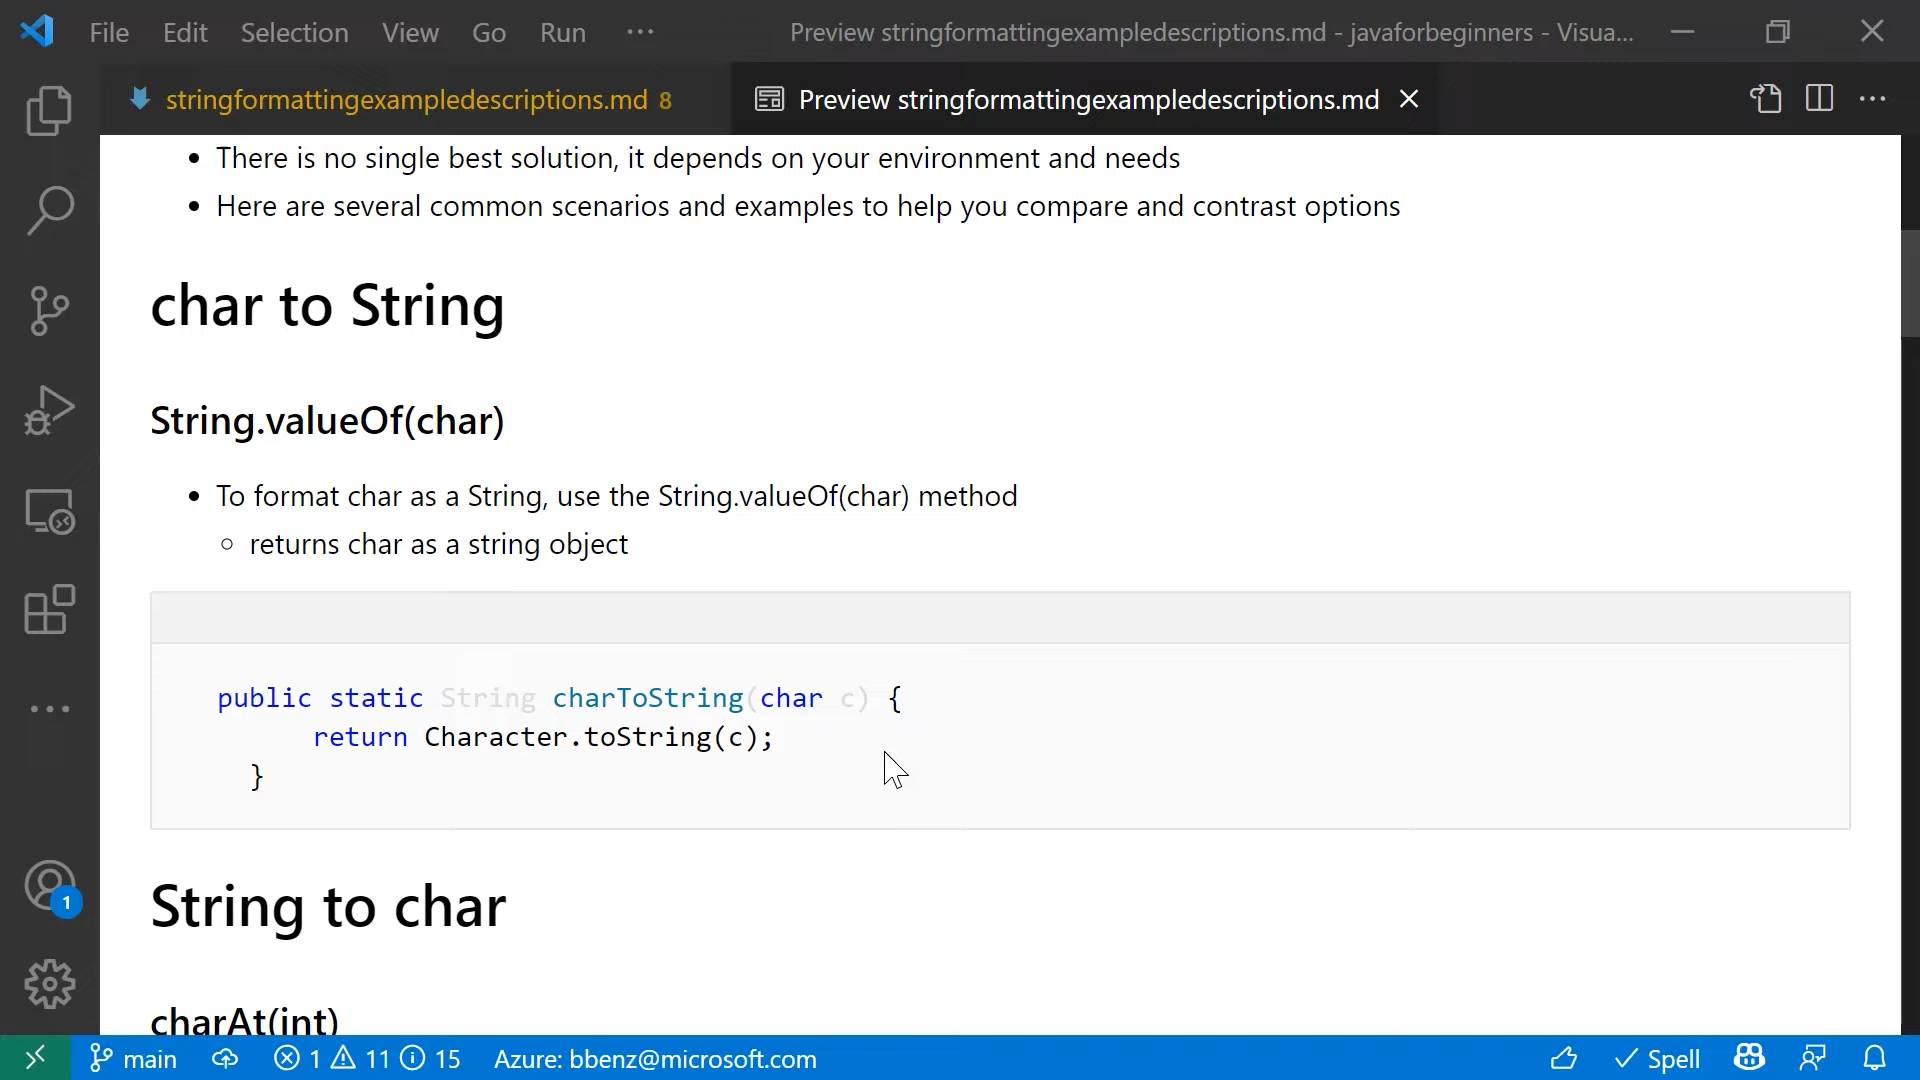 File Edit Selection View Go Run ··· Preview stringformattingexampledescriptions.md - javaforbeginners - Visua...
stringformattingexampledescriptions.md 8 Preview stringformattingexampledescriptions.md
• There is no single best solution, it depends on your environment and needs
• Here are several common scenarios and examples to help you compare and contrast options
char to String
String.valueOf(char)
• To format char as a String, use the String.valueOf(char) method
○ returns char as a string object
public static String charToString(char c) {
return Character.toString(c);
}
String to char
charAt(int)
1
main 1 11 15 Azure: bbenz@microsoft.com Spell